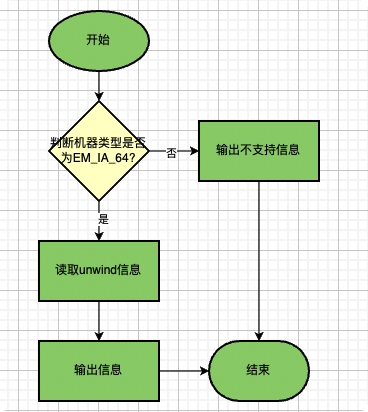 开始
判断机器类型是否
为EM_IA_64?
否
输出不支持信息
是
读取unwind信息
输出信息
结束